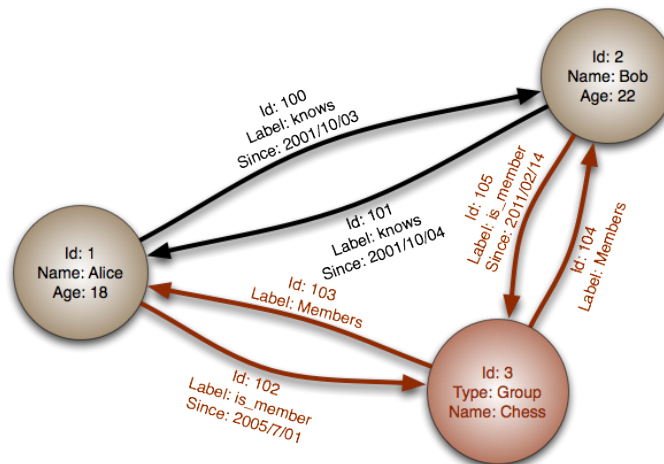 Id: 2
Name: Bob
Age: 22
Id: 100
Label: knows
Since: 2001/10/03
Id: 101
Label: knows
Since: 2001/10/04
Id: 105
Label: is_member
Since: 2011/02/14
Id: 104
Label: Members
Id: 1
Name: Alice
Age: 18
Id: 103
Label: Members
Id: 102
Label: is_member
Since: 2005/7/01
Id: 3
Type: Group
Name: Chess